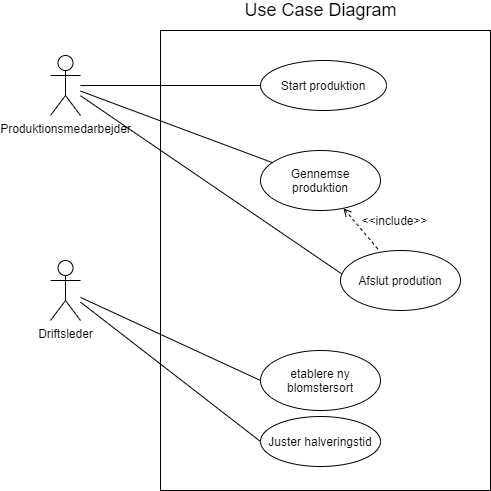 Use Case Diagram
Start produktion
Produktionsmedarbejder
Gennemse
produktion
<<include>>
Afslut prodution
Driftsleder
etablere ny
blomstersort
Juster halveringstid